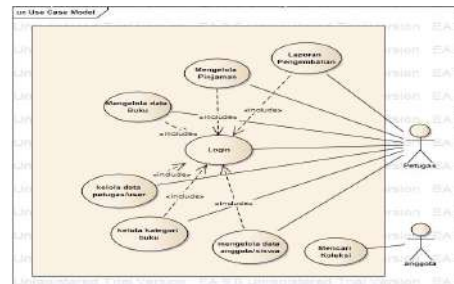 uc Use Case Model
Laporan
Pengembalian
Mengelola
Pinjaman
Mengelola data
Buku
«include»
«include»
«include»
Login
Petugas
«include»
kelola data
petugas/user
«include»
«include»
kelola kategori
buku
mengelola data
anggota/siswa
Mencari
Koleksi
anggota